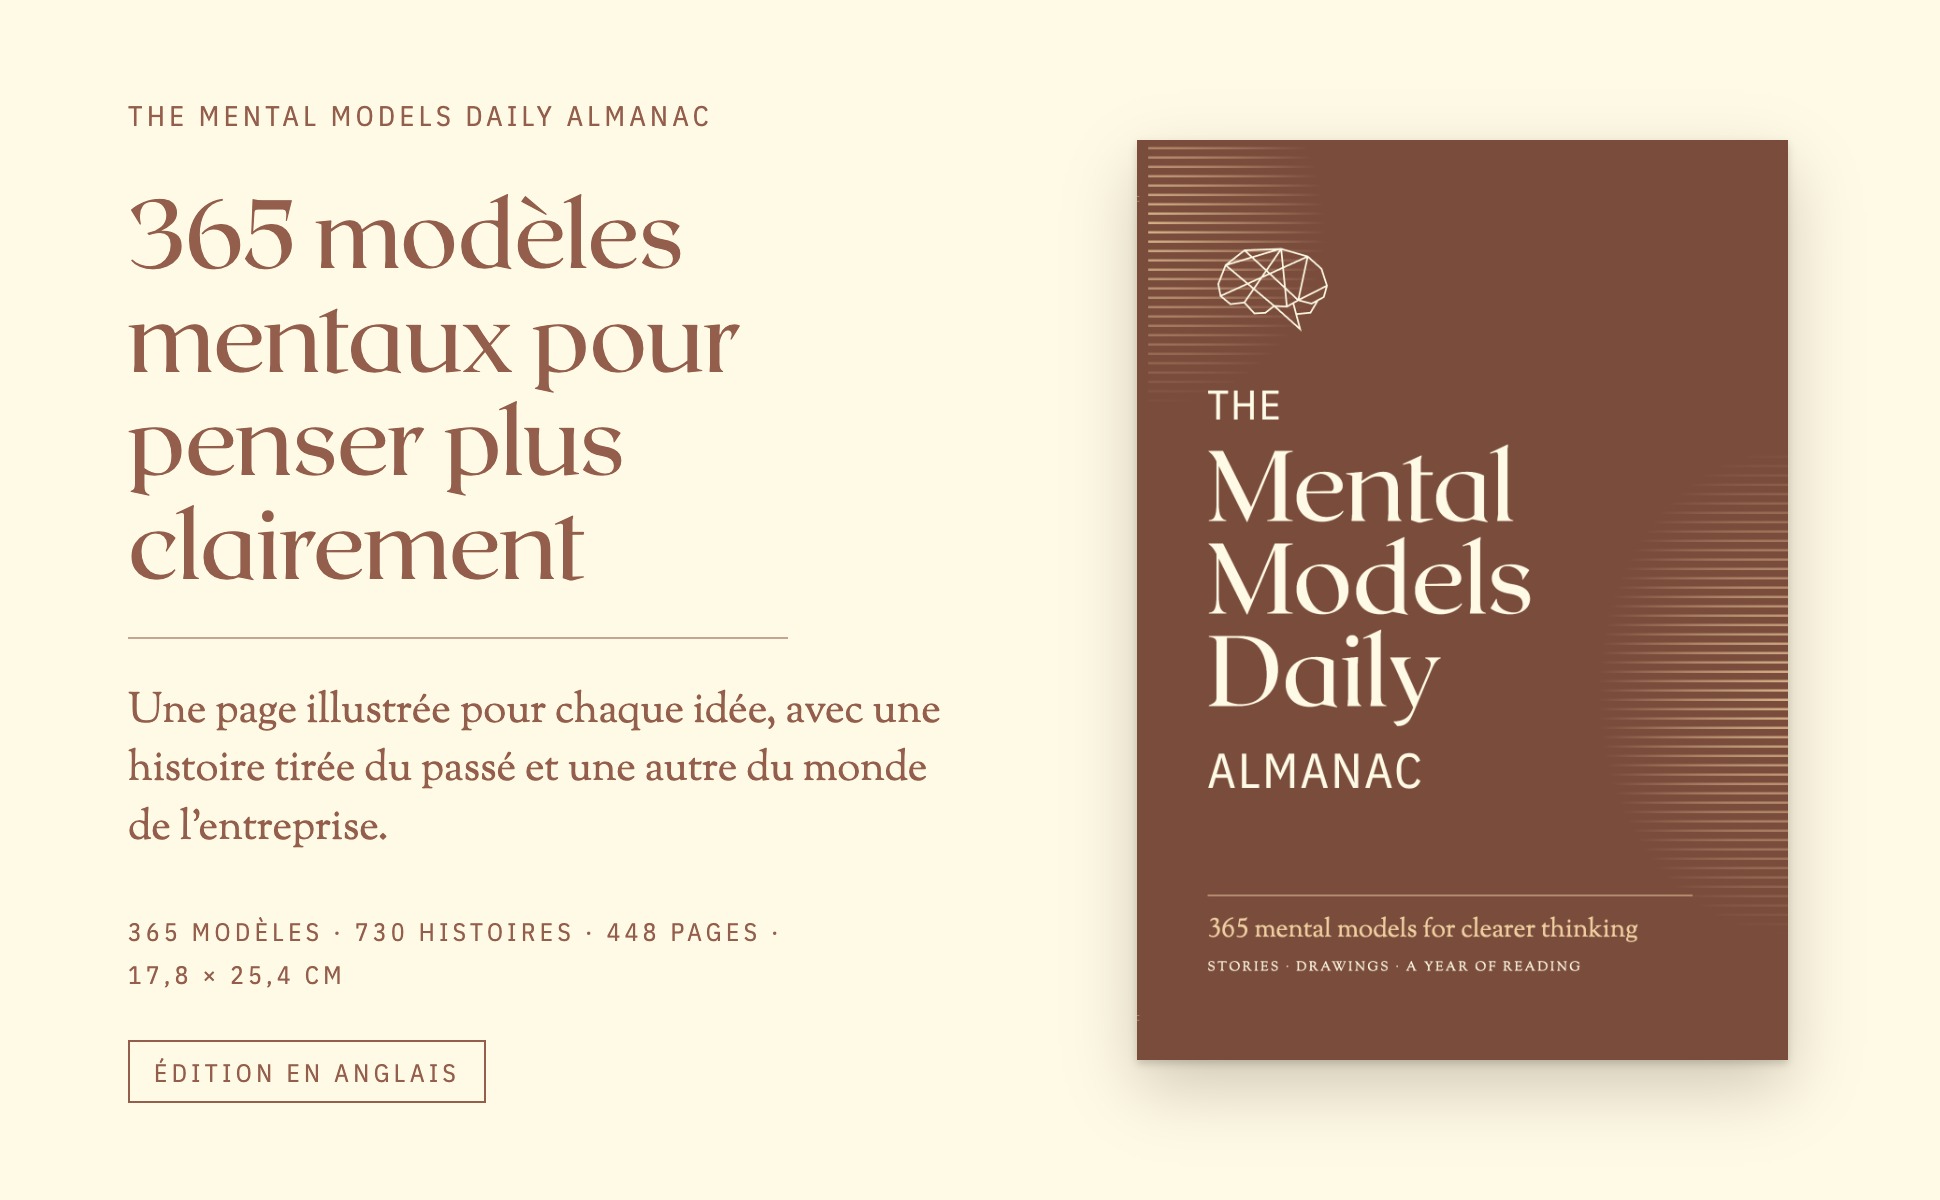 THE MENTAL MODELS DAILY ALMANAC
365 modèles
mentaux pour
penser plus
clairement
Une page illustrée pour chaque idée, avec une
histoire tirée du passé et une autre du monde
de l’entreprise.
365 MODÈLES · 730 HISTOIRES · 448 PAGES ·
17,8 × 25,4 CM
ÉDITION EN ANGLAIS
THE
Mental
Models
Daily
ALMANAC
365 mental models for clearer thinking
STORIES · DRAWINGS · A YEAR OF READING